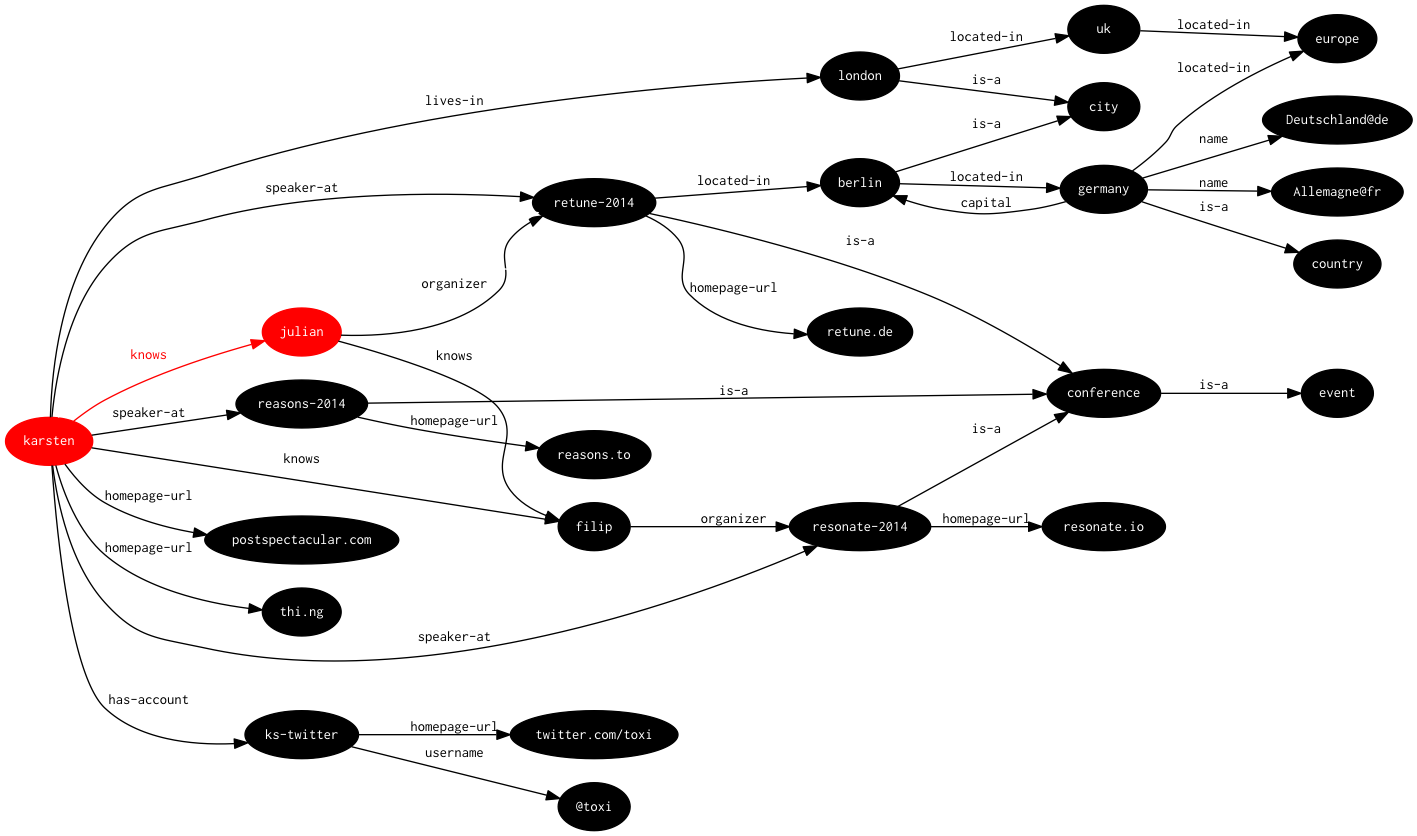 uk
located-in
europe
located-in
located-in
london
lives-in
is-a
city
is-a
Deutschland@de
name
speaker-at
located-in
berlin
located-in
germany
name
Allemagne@fr
retune-2014
capital
is-a
is-a
country
organizer
homepage-url
julian
retune.de
knows
knows
is-a
conference
is-a
event
reasons-2014
speaker-at
homepage-url
karsten
reasons.to
knows
is-a
homepage-url
filip
organizer
resonate-2014
homepage-url
resonate.io
postspectacular.com
homepage-url
thi.ng
speaker-at
has-account
ks-twitter
homepage-url
twitter.com/toxi
username
@toxi